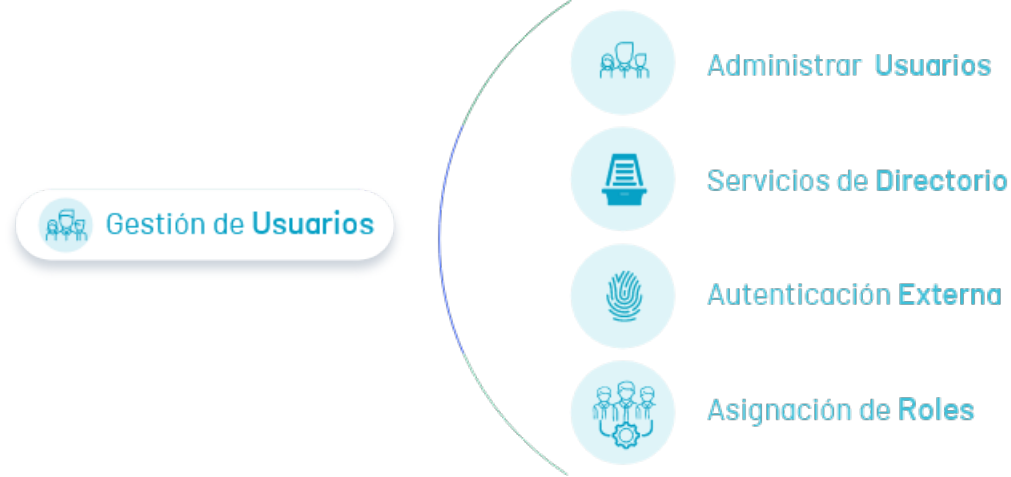 Gestión de Usuarios
Administrar Usuarios
Servicios de Directorio
Autenticación Externa
Asignación de Roles